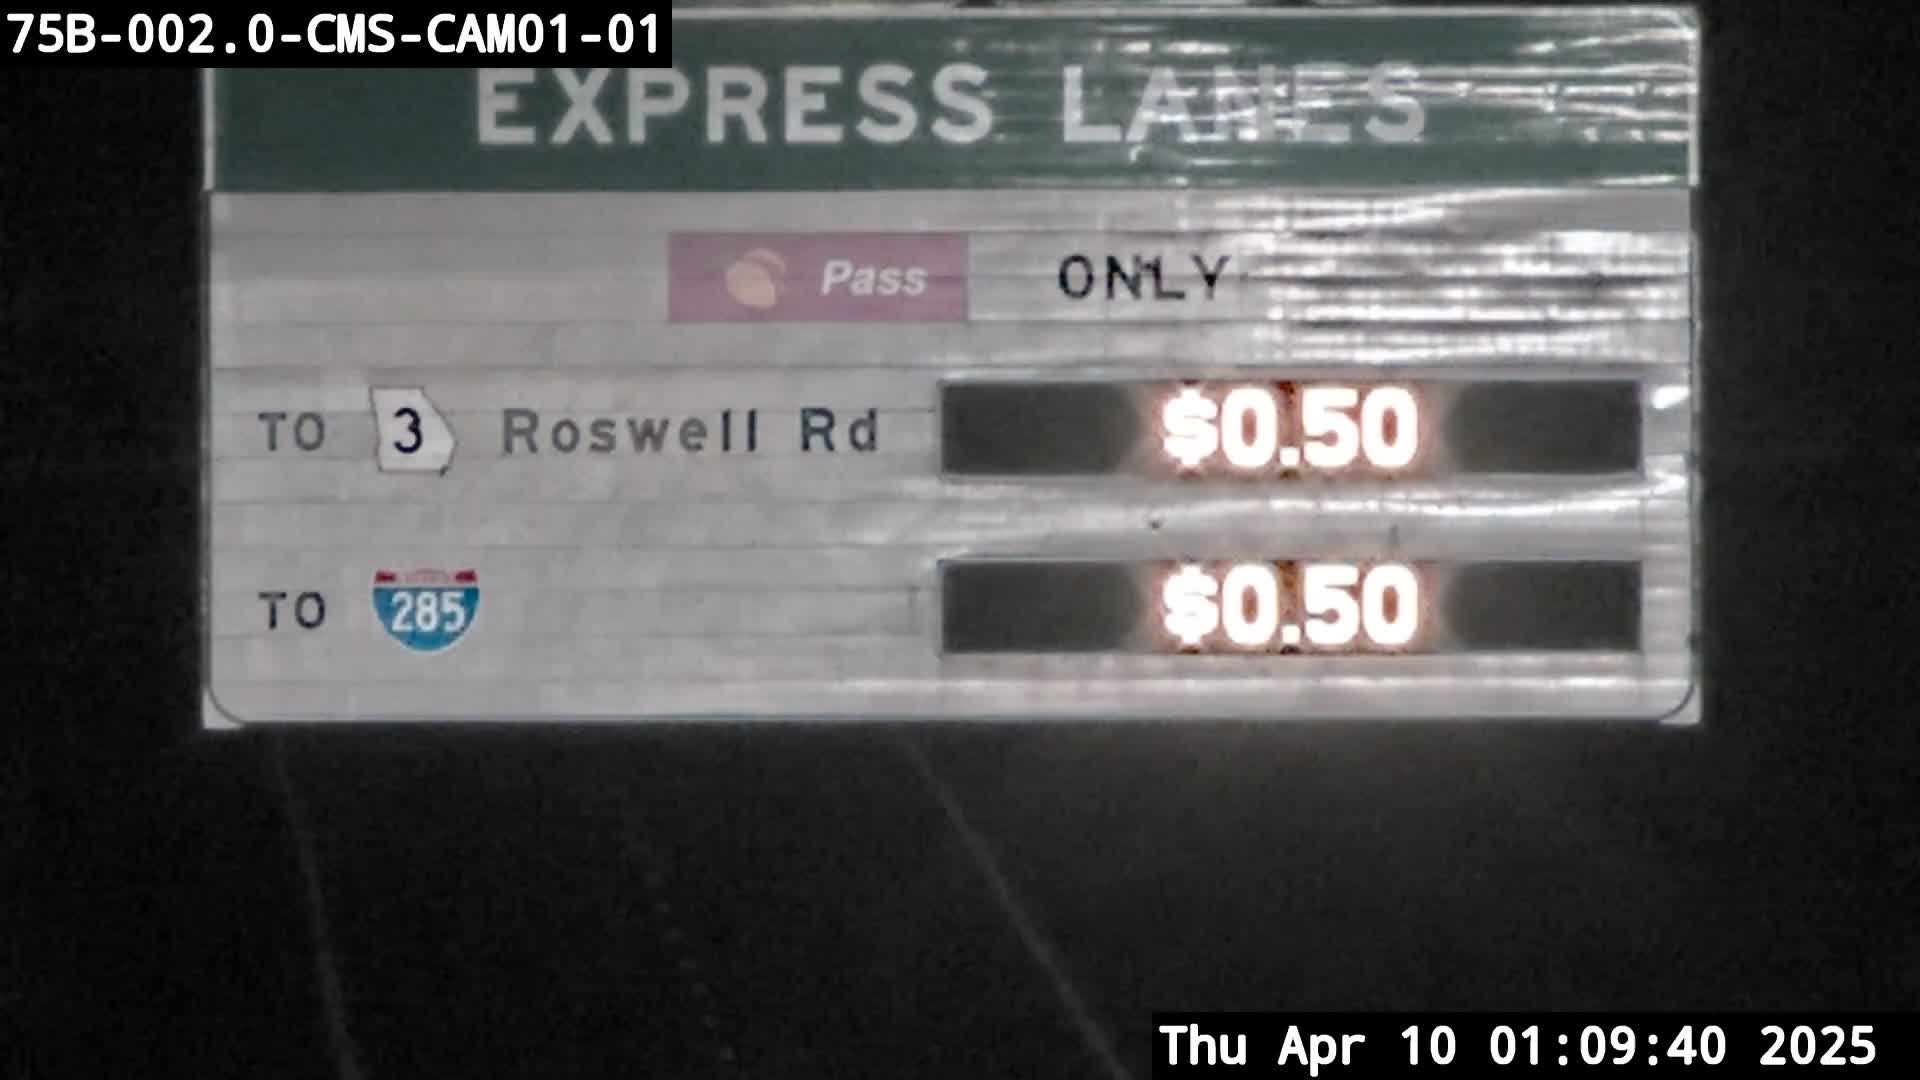 75B-002.0-CMS-CAM01-01
EXPRESS LANES
Pass ONLY
TO 3 Roswell Rd $0.50
TO 285 $0.50
Thu Apr 10 01:09:40 2025